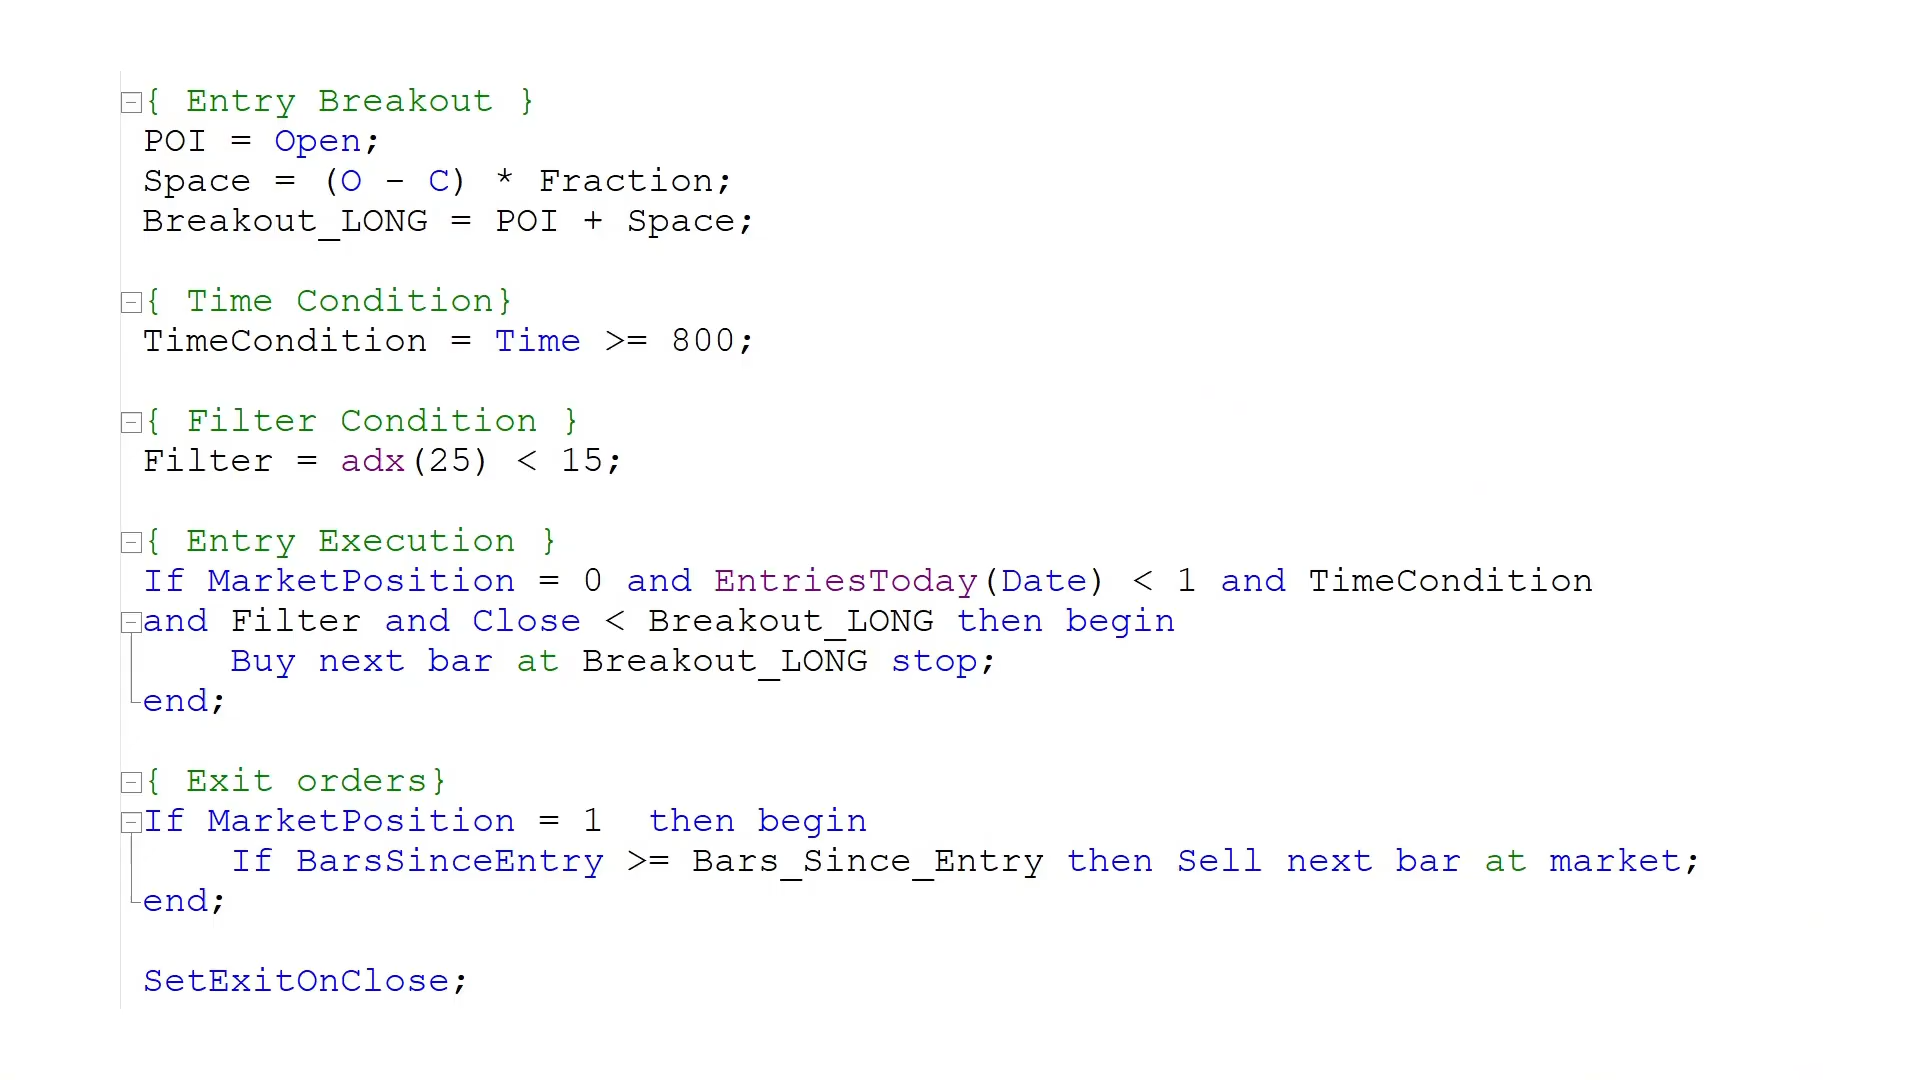 { Entry Breakout }
POI = Open;
Space = (O - C) * Fraction;
Breakout_LONG = POI + Space;
{ Time Condition}
TimeCondition = Time >= 800;
{ Filter Condition }
Filter = adx(25) < 15;
{ Entry Execution }
If MarketPosition = 0 and EntriesToday(Date) < 1 and TimeCondition
and Filter and Close < Breakout_LONG then begin
    Buy next bar at Breakout_LONG stop;
end;
{ Exit orders}
If MarketPosition = 1  then begin
    If BarsSinceEntry >= Bars_Since_Entry then Sell next bar at market;
end;
SetExitOnClose;